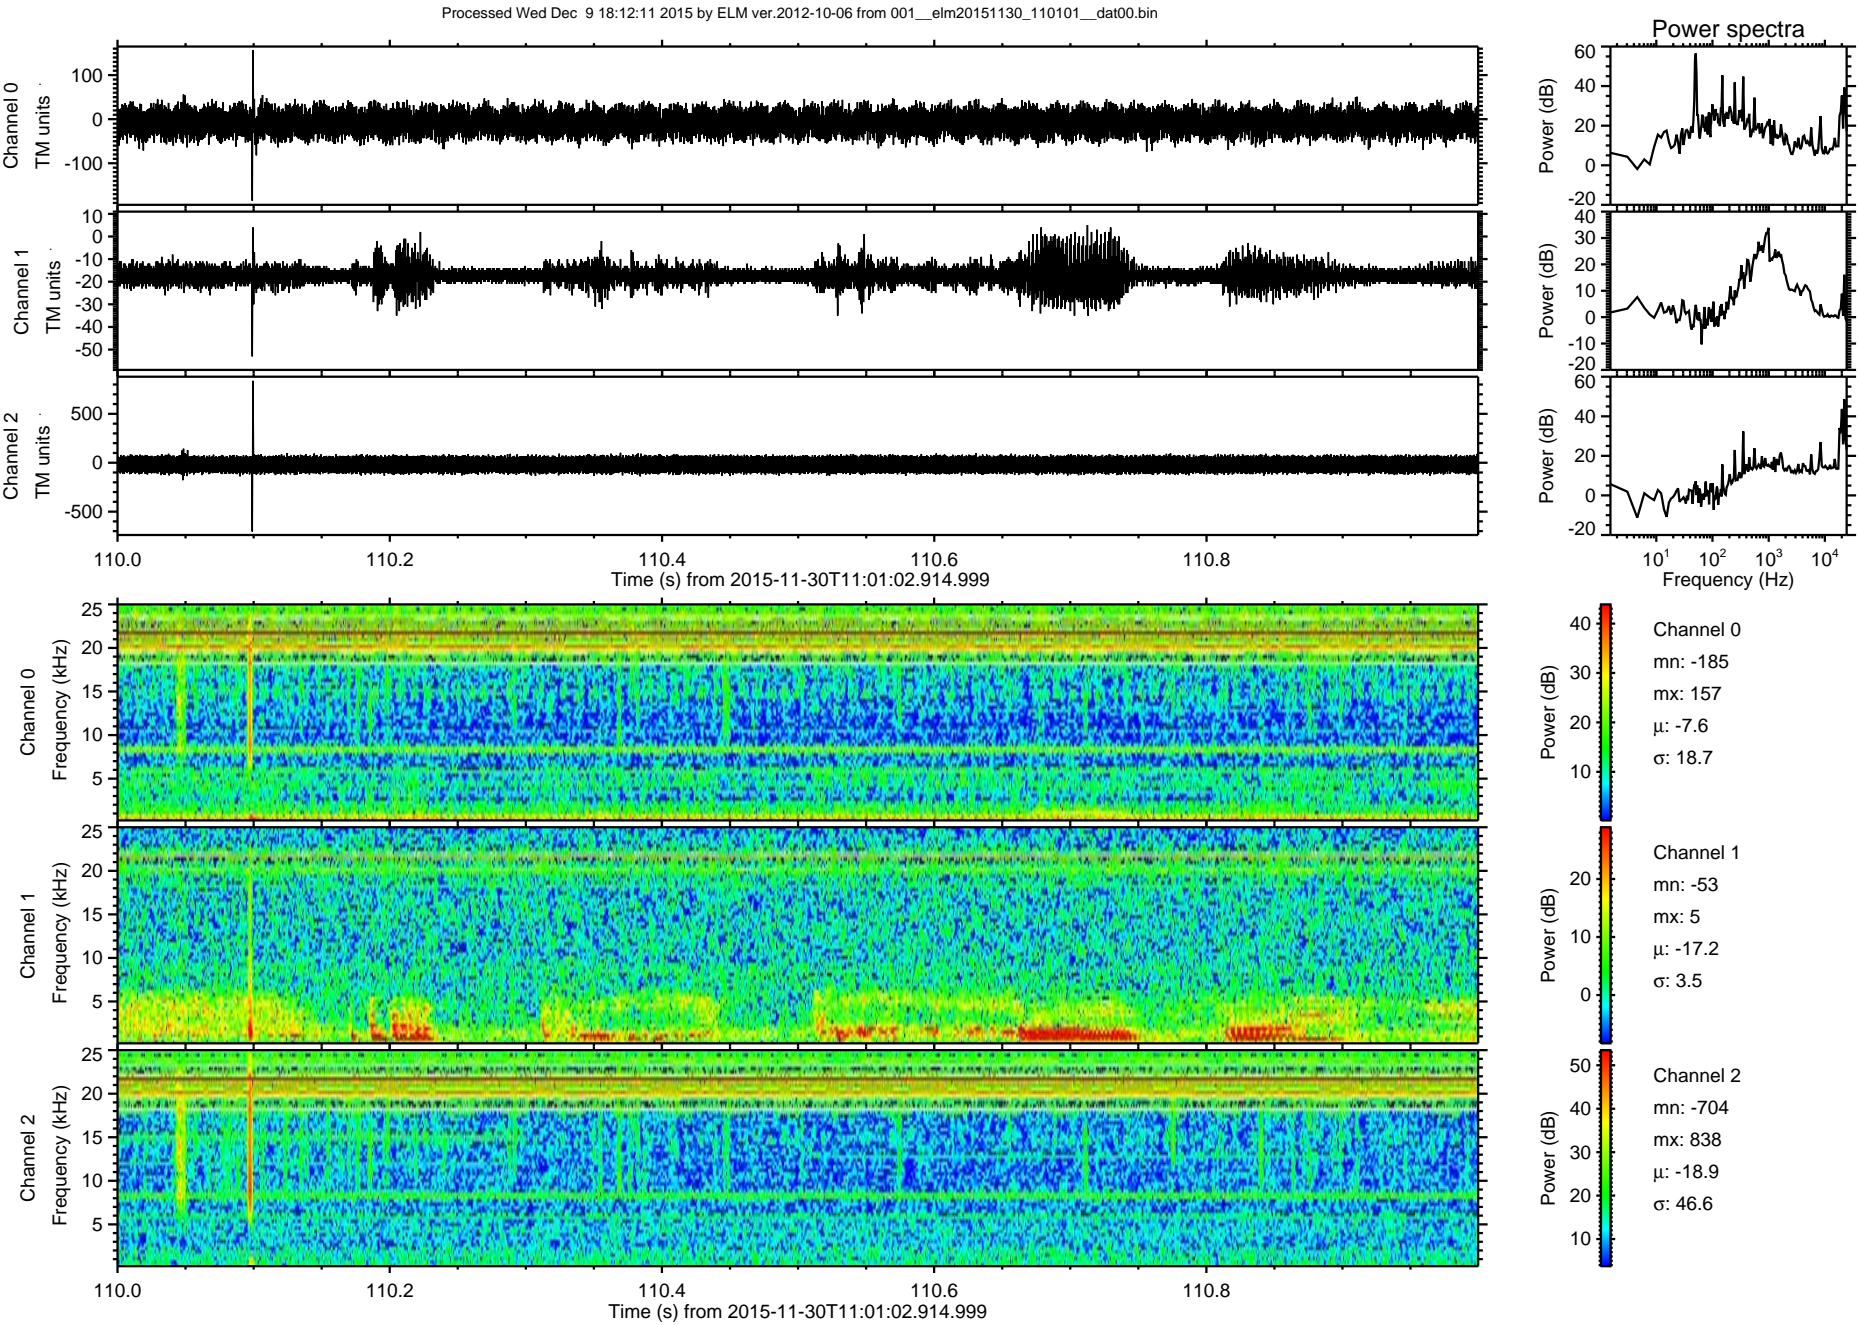 Processed Wed Dec  9 18:12:11 2015 by ELM ver.2012-10-06 from 001__elm20151130_110101__dat00.bin
Power spectra
Channel 0
TM units
100
0
-100
Power (dB)
60
40
20
0
-20
Channel 1
TM units
10
0
-10
-20
-30
-40
-50
Power (dB)
40
30
20
10
0
-10
-20
Channel 2
TM units
500
0
-500
Power (dB)
60
40
20
0
-20
110.0 110.2 110.4 110.6 110.8
Time (s) from 2015-11-30T11:01:02.914.999
10¹ 10² 10³ 10⁴
Frequency (Hz)
Channel 0
Frequency (kHz)
25
20
15
10
5
Power (dB)
40
30
20
10
Channel 0
mn: -185
mx: 157
μ: -7.6
σ: 18.7
Channel 1
Frequency (kHz)
25
20
15
10
5
Power (dB)
20
10
0
Channel 1
mn: -53
mx: 5
μ: -17.2
σ: 3.5
Channel 2
Frequency (kHz)
25
20
15
10
5
Power (dB)
50
40
30
20
10
Channel 2
mn: -704
mx: 838
μ: -18.9
σ: 46.6
110.0 110.2 110.4 110.6 110.8
Time (s) from 2015-11-30T11:01:02.914.999